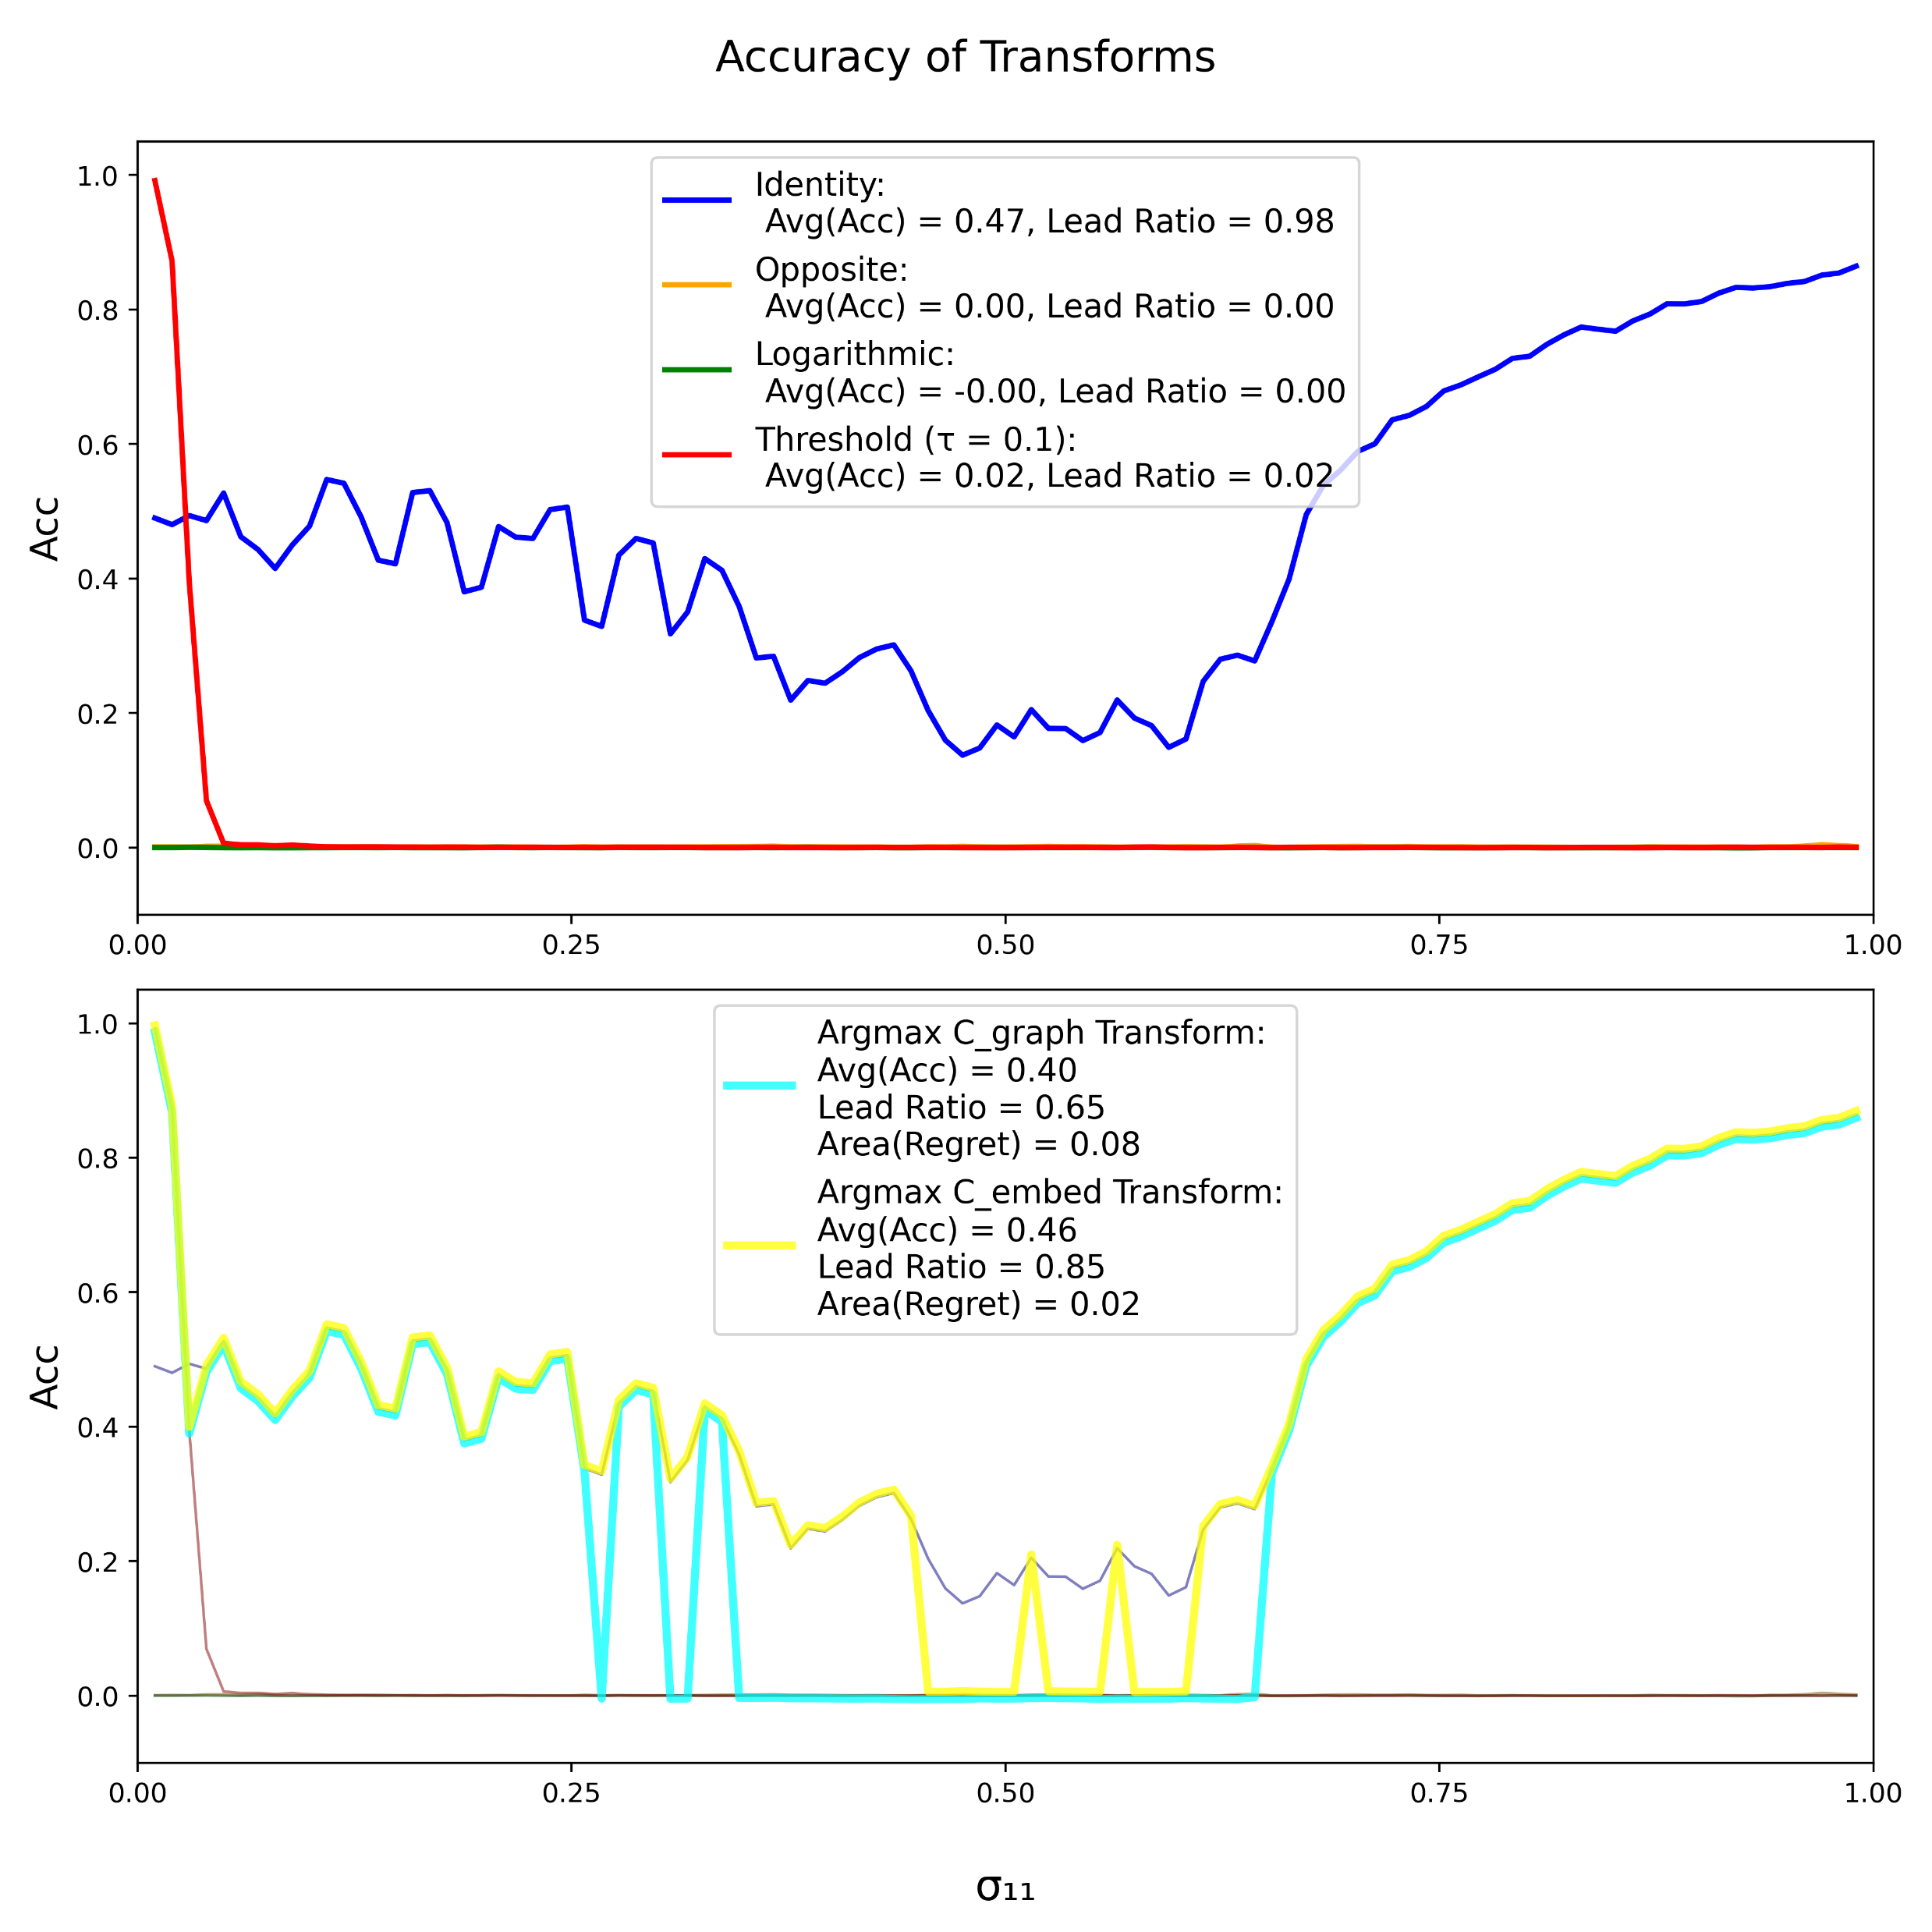 Accuracy of Transforms
1.0
0.8
0.6
0.4
0.2
0.0
Acc
Identity:
Avg(Acc) = 0.47, Lead Ratio = 0.98
Opposite:
Avg(Acc) = 0.00, Lead Ratio = 0.00
Logarithmic:
Avg(Acc) = -0.00, Lead Ratio = 0.00
Threshold (τ = 0.1):
Avg(Acc) = 0.02, Lead Ratio = 0.02
0.00 0.25 0.50 0.75 1.00
1.0
0.8
0.6
0.4
0.2
0.0
Acc
Argmax C_graph Transform:
Avg(Acc) = 0.40
Lead Ratio = 0.65
Area(Regret) = 0.08
Argmax C_embed Transform:
Avg(Acc) = 0.46
Lead Ratio = 0.85
Area(Regret) = 0.02
0.00 0.25 0.50 0.75 1.00
σ₁₁